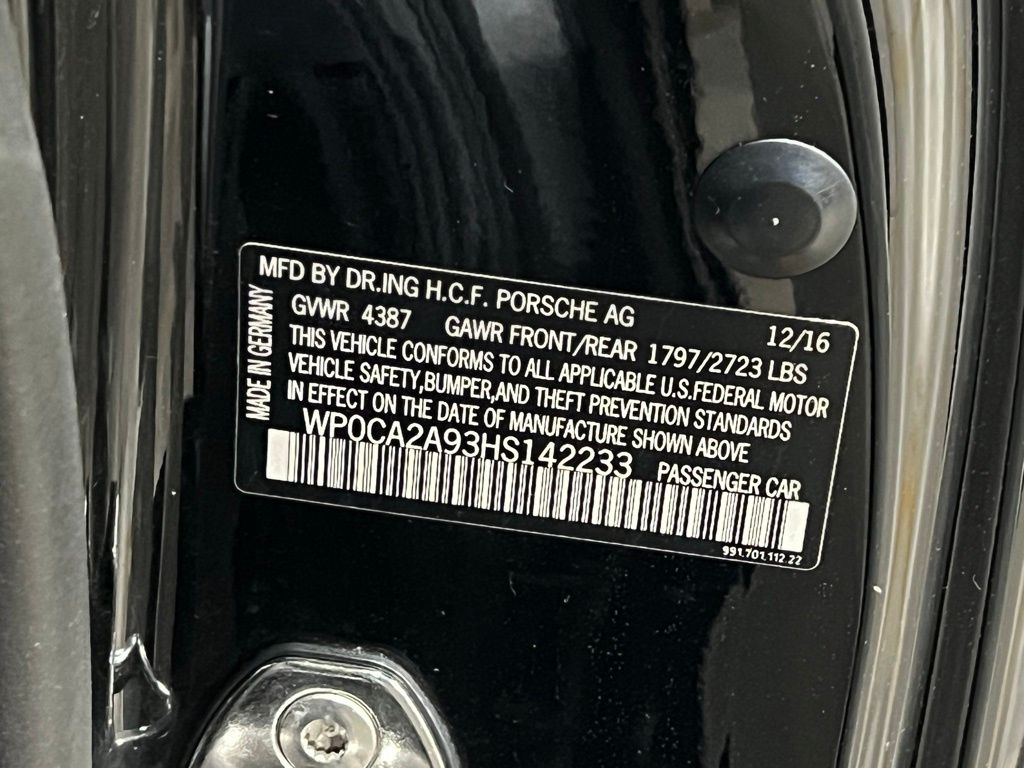 MFD BY DR.ING H.C.F. PORSCHE AG 12/16
GVWR 4387 GAWR FRONT/REAR 1797/2723 LBS
THIS VEHICLE CONFORMS TO ALL APPLICABLE U.S.FEDERAL MOTOR
VEHICLE SAFETY,BUMPER,AND THEFT PREVENTION STANDARDS
IN EFFECT ON THE DATE OF MANUFACTURE SHOWN ABOVE
WP0CA2A93HS142233 PASSENGER CAR
991.701.112.22
MADE IN GERMANY